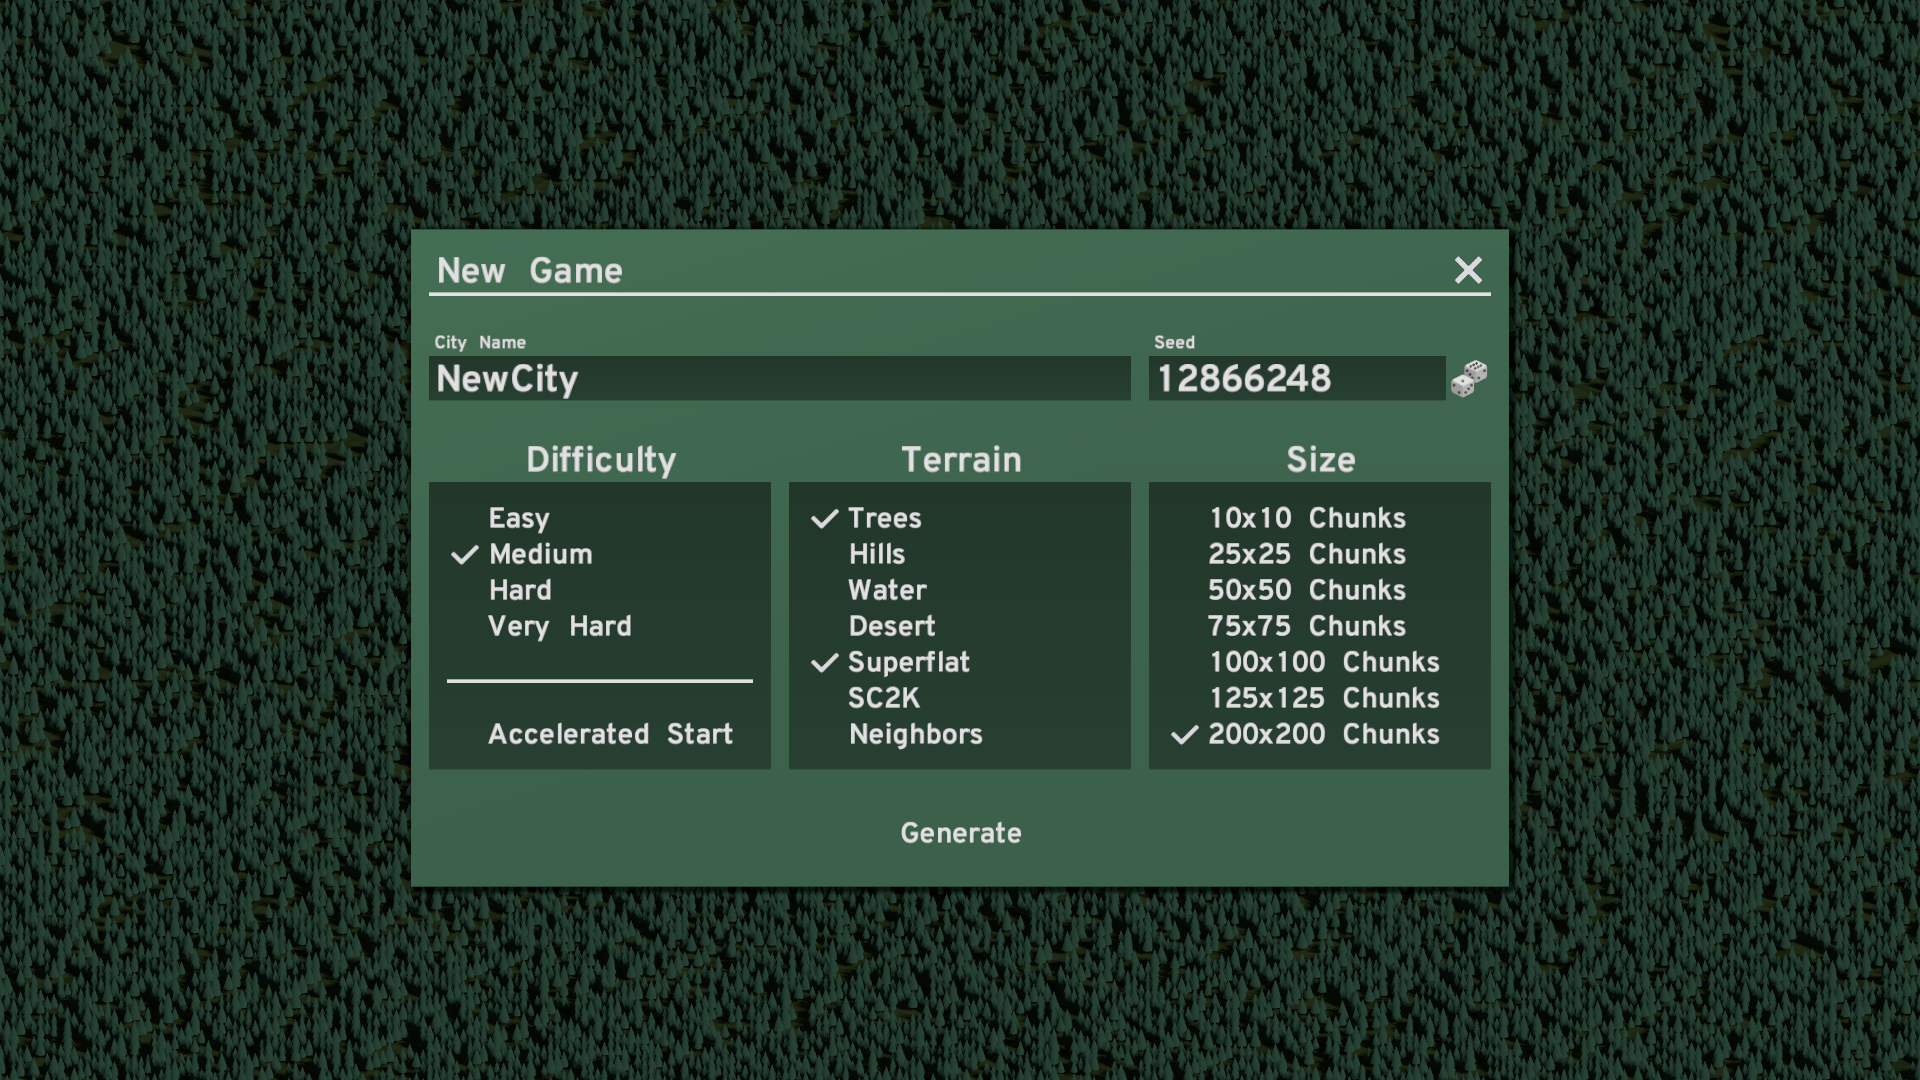 New Game
City Name
NewCity
Seed
12866248
Difficulty
Easy
Medium
Hard
Very Hard
Accelerated Start
Terrain
Trees
Hills
Water
Desert
Superflat
SC2K
Neighbors
Size
10x10 Chunks
25x25 Chunks
50x50 Chunks
75x75 Chunks
100x100 Chunks
125x125 Chunks
200x200 Chunks
Generate